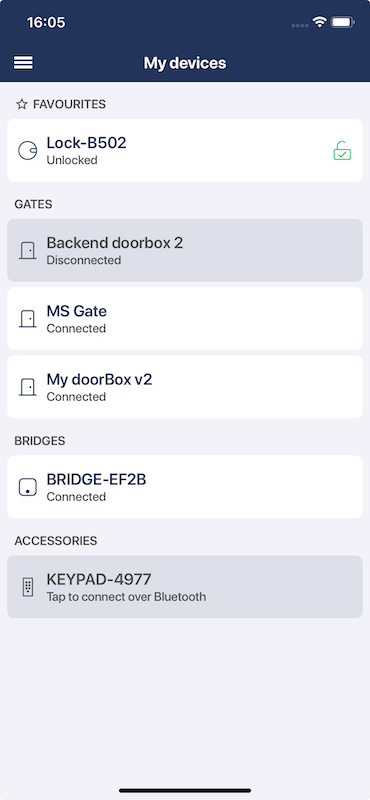 16:05
My devices
FAVOURITES
Lock-B502
Unlocked
GATES
Backend doorbox 2
Disconnected
MS Gate
Connected
My doorBox v2
Connected
BRIDGES
BRIDGE-EF2B
Connected
ACCESSORIES
KEYPAD-4977
Tap to connect over Bluetooth